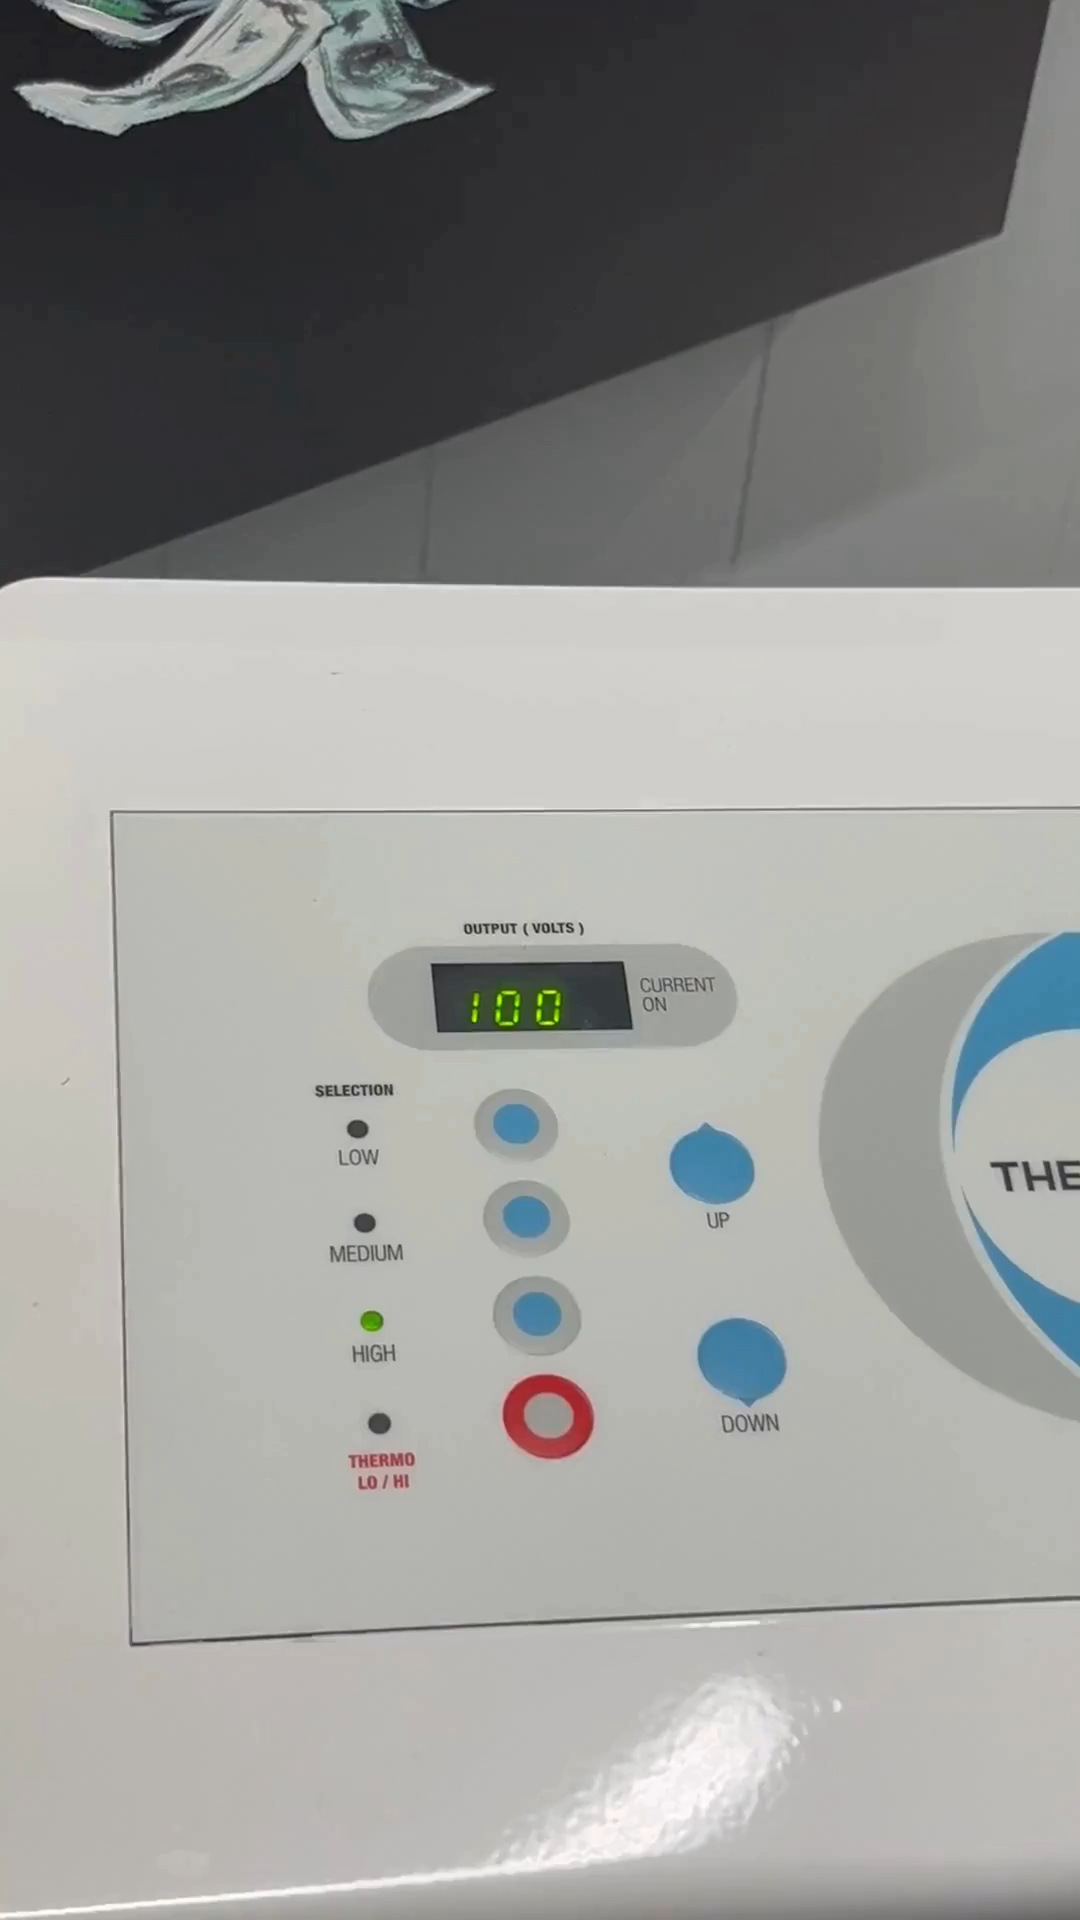 OUTPUT ( VOLTS )
100
CURRENT
ON
SELECTION
LOW
UP
MEDIUM
HIGH
DOWN
THERMO
LO / HI
THE